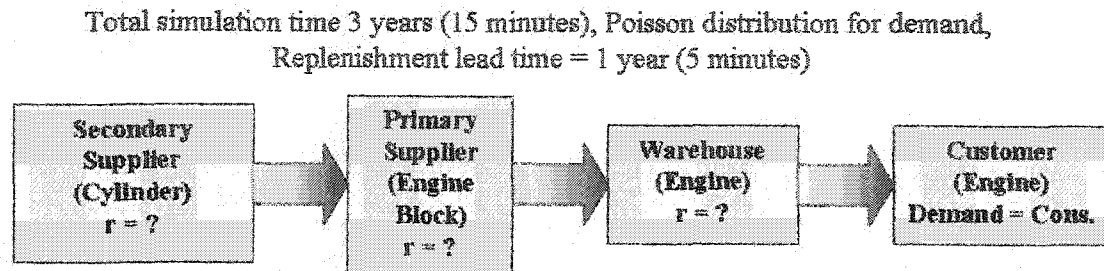 Total simulation time 3 years (15 minutes), Poisson distribution for demand,
Replenishment lead time = 1 year (5 minutes)
Secondary
Supplier
(Cylinder)
r = ?
Primary
Supplier
(Engine
Block)
r = ?
Warehouse
(Engine)
r = ?
Customer
(Engine)
Demand = Cons.